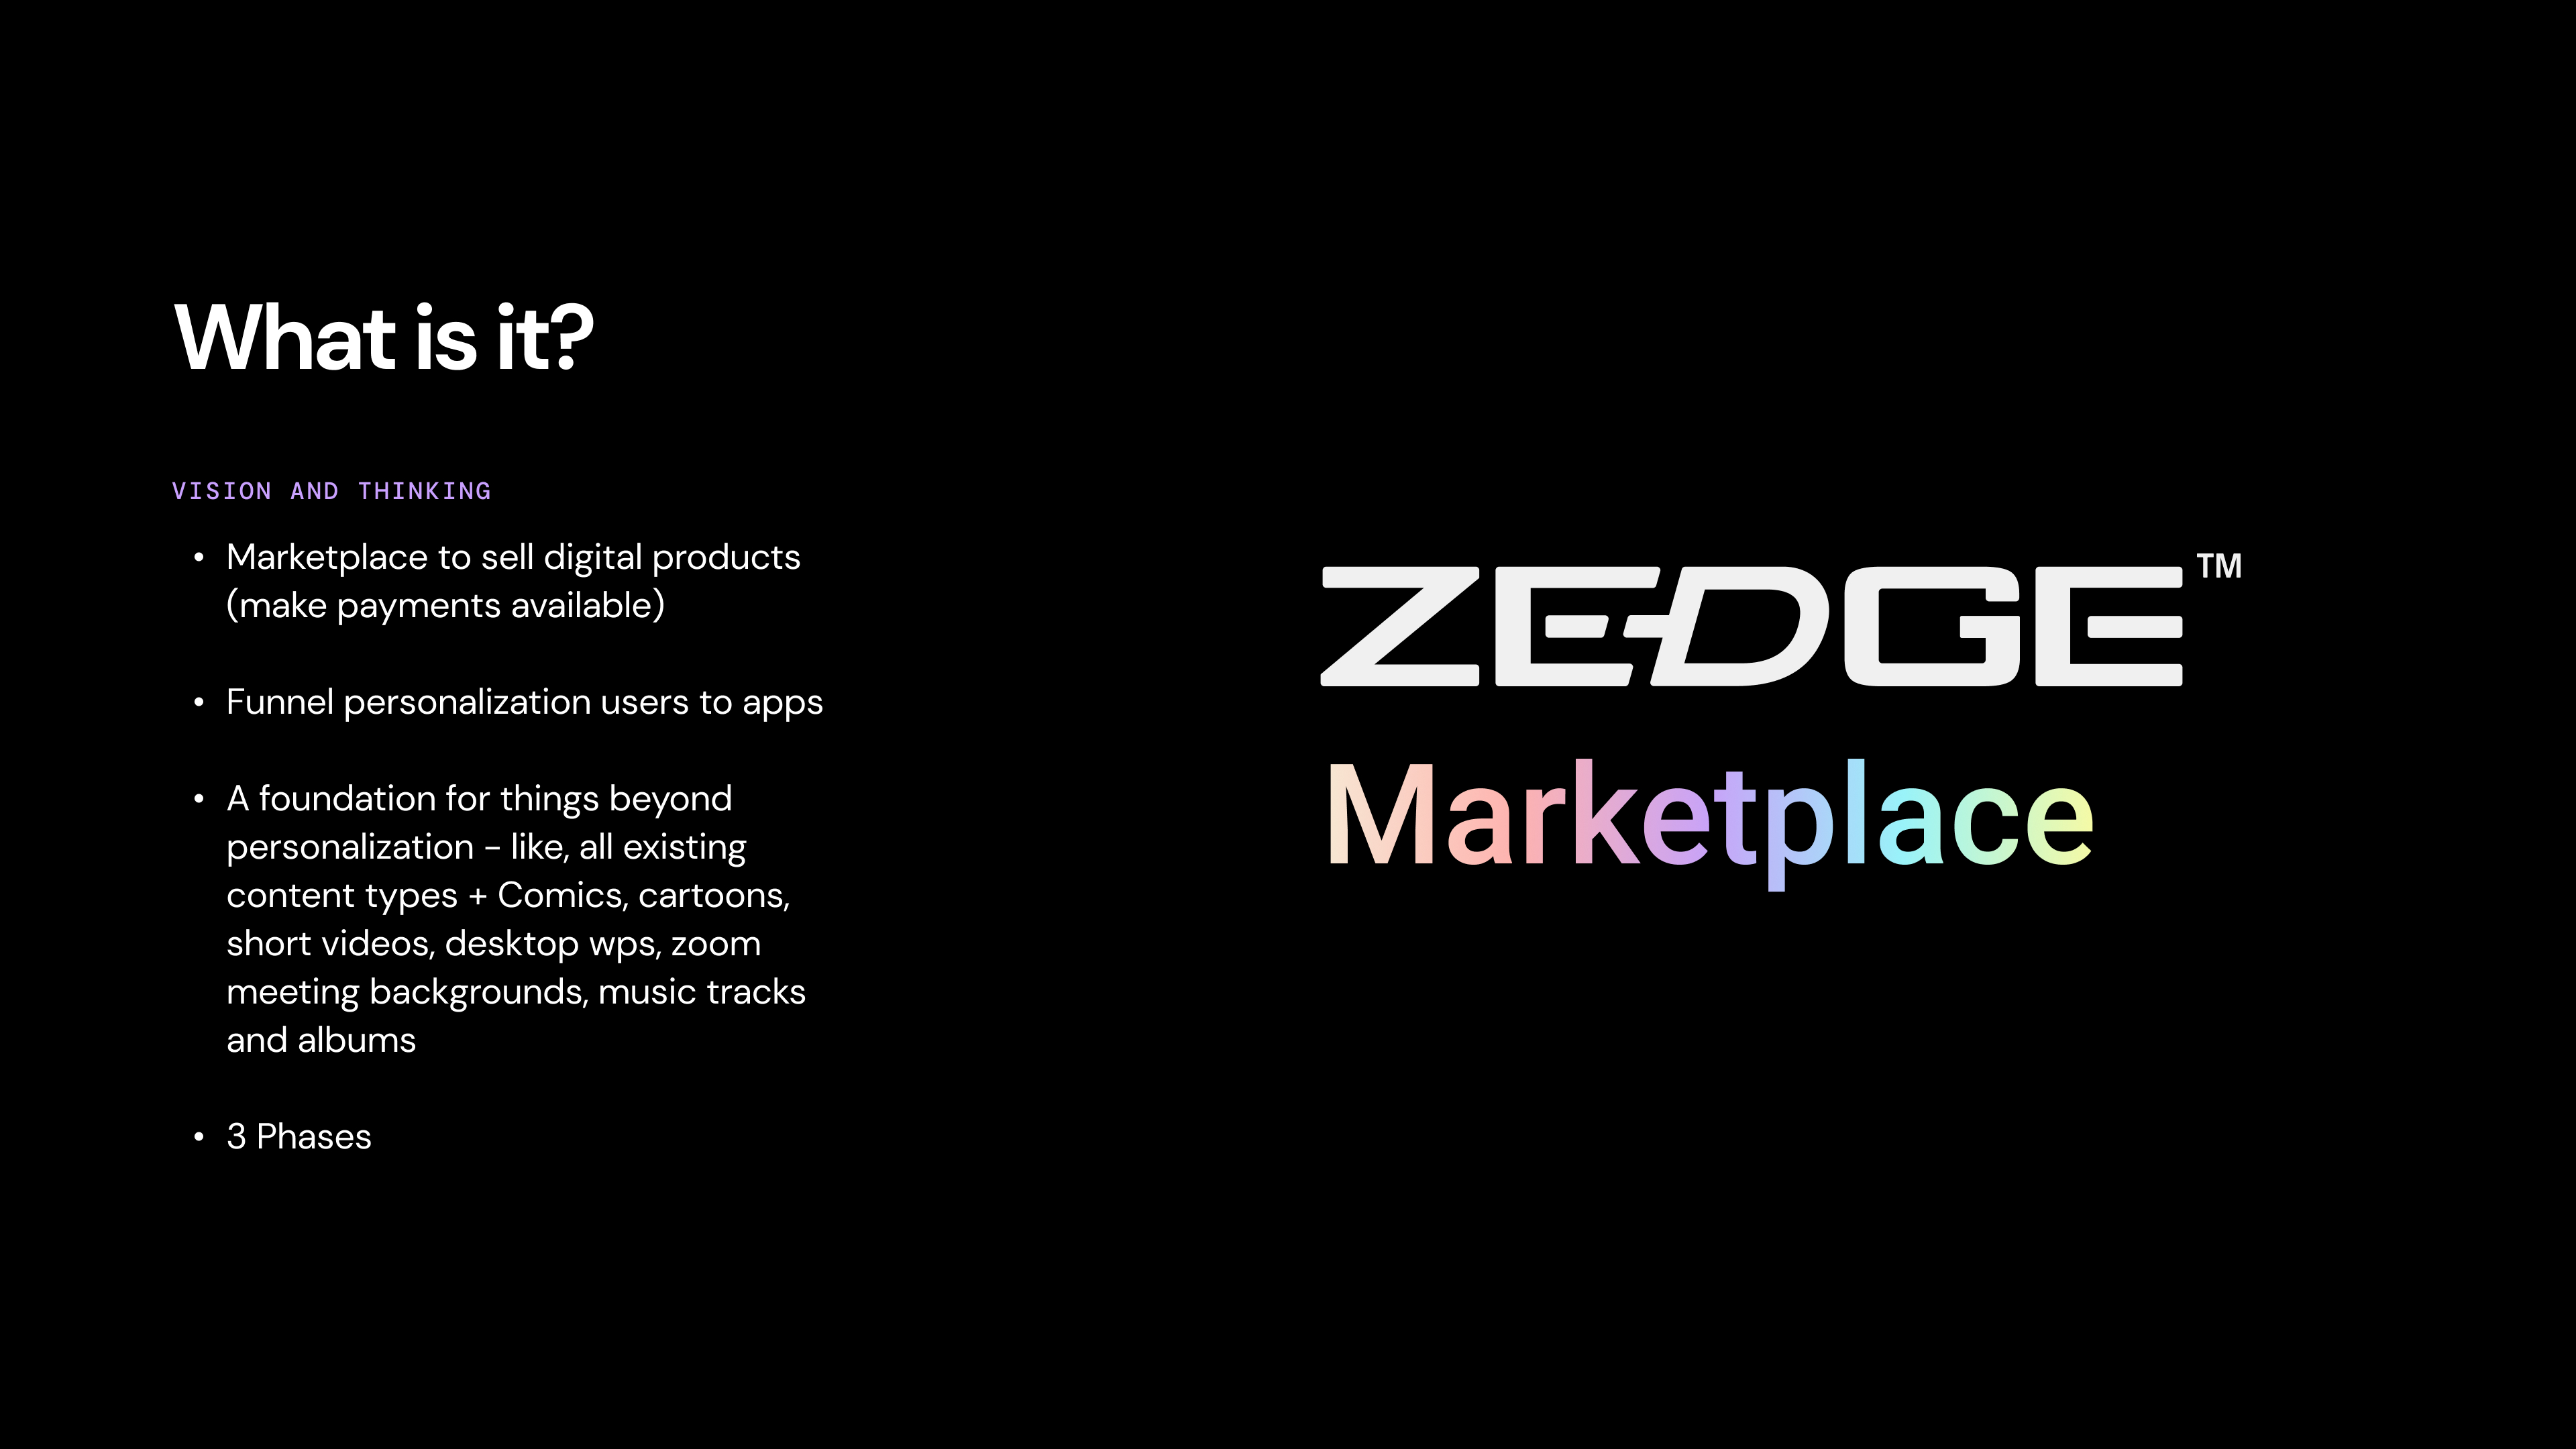 What is it?
VISION AND THINKING
• Marketplace to sell digital products
(make payments available)
• Funnel personalization users to apps
• A foundation for things beyond
personalization - like, all existing
content types + Comics, cartoons,
short videos, desktop wps, zoom
meeting backgrounds, music tracks
and albums
• 3 Phases
ZEDGE™
Marketplace